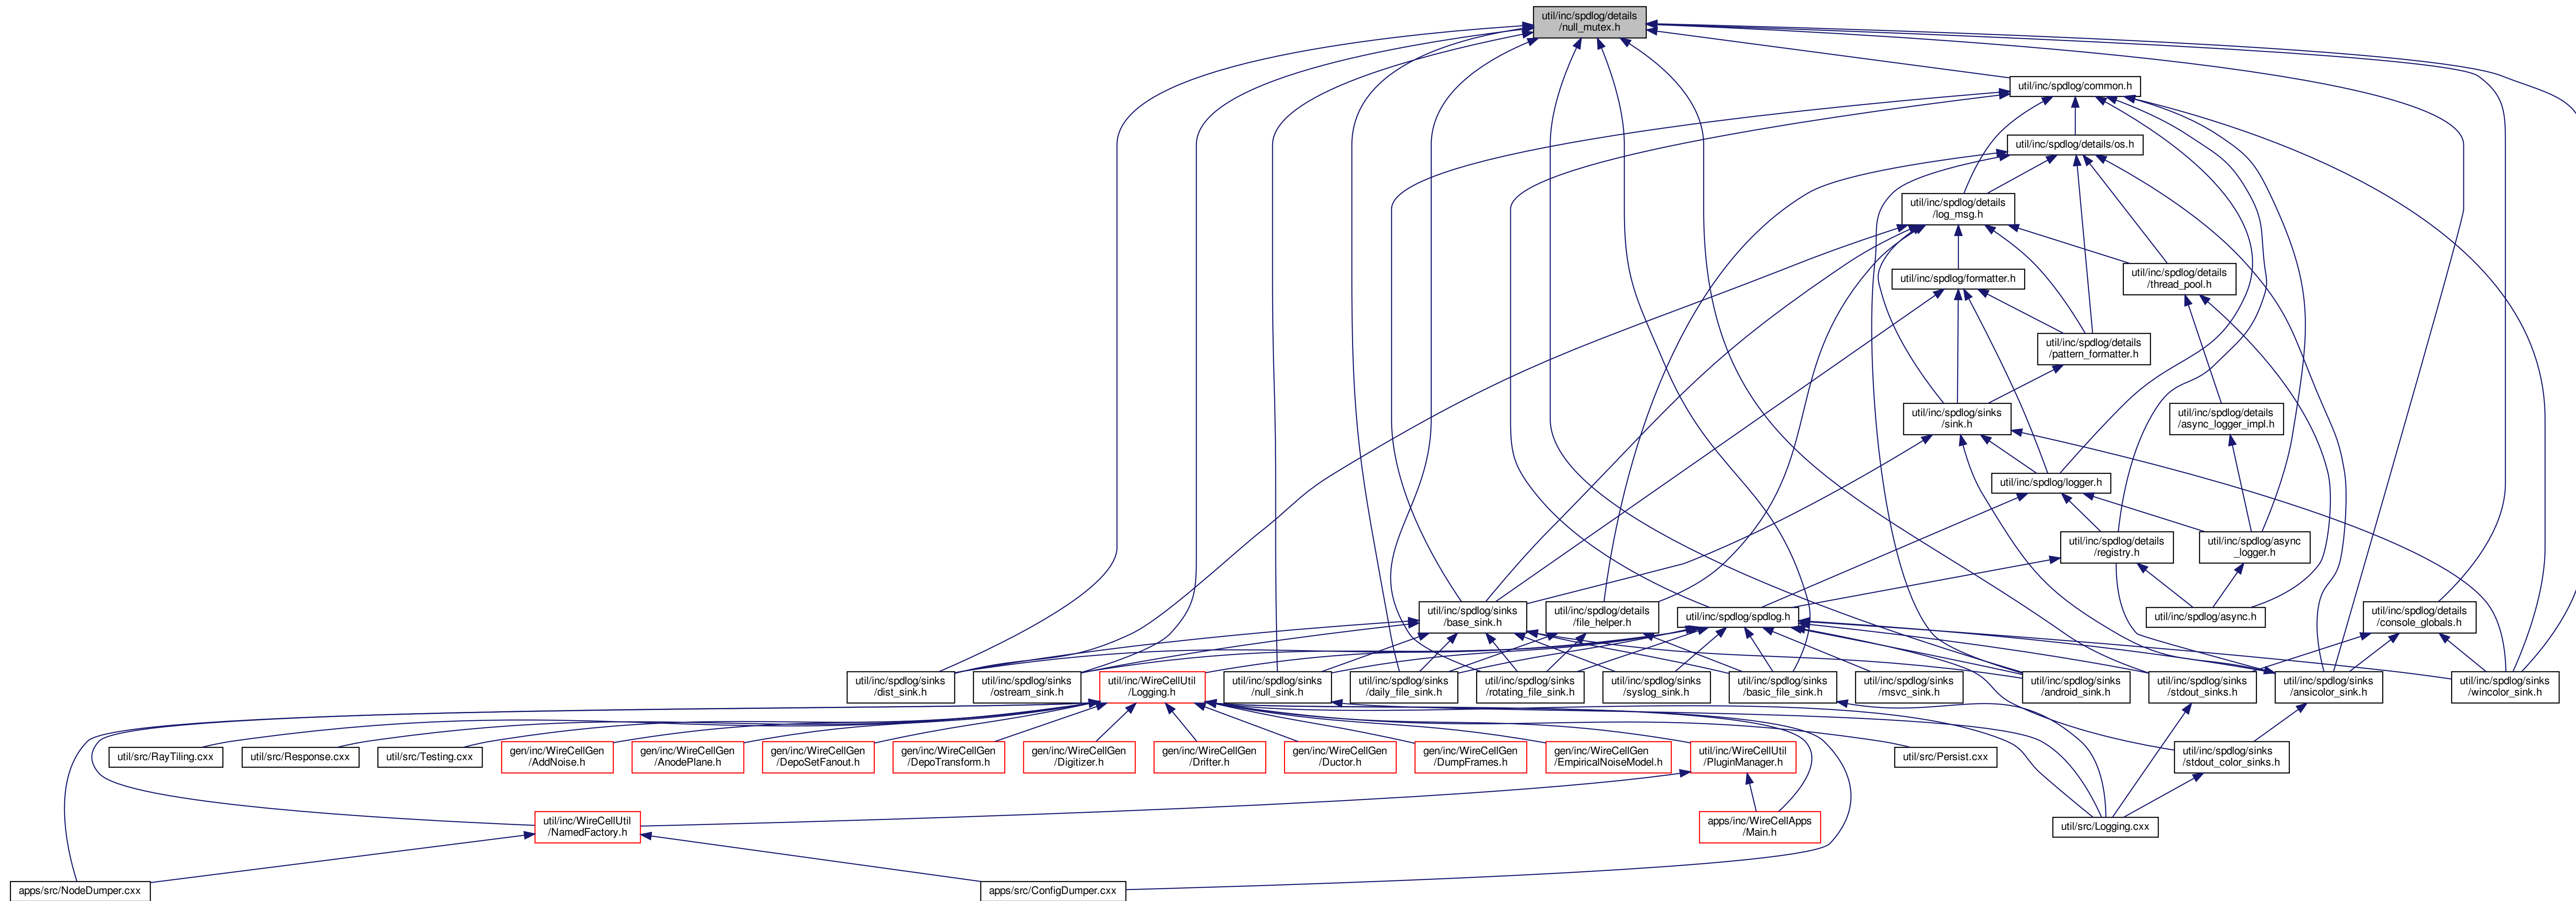 util/inc/spdlog/details
/null_mutex.h
util/inc/spdlog/common.h
util/inc/spdlog/details/os.h
util/inc/spdlog/details
/log_msg.h
util/inc/spdlog/formatter.h
util/inc/spdlog/details
/thread_pool.h
util/inc/spdlog/details
/pattern_formatter.h
util/inc/spdlog/sinks
/sink.h
util/inc/spdlog/details
/async_logger_impl.h
util/inc/spdlog/logger.h
util/inc/spdlog/details
/registry.h
util/inc/spdlog/async
_logger.h
util/inc/spdlog/sinks
/base_sink.h
util/inc/spdlog/details
/file_helper.h
util/inc/spdlog/spdlog.h
util/inc/spdlog/async.h
util/inc/spdlog/details
/console_globals.h
util/inc/spdlog/sinks
/dist_sink.h
util/inc/spdlog/sinks
/ostream_sink.h
util/inc/WireCellUtil
/Logging.h
util/inc/spdlog/sinks
/null_sink.h
util/inc/spdlog/sinks
/daily_file_sink.h
util/inc/spdlog/sinks
/rotating_file_sink.h
util/inc/spdlog/sinks
/syslog_sink.h
util/inc/spdlog/sinks
/basic_file_sink.h
util/inc/spdlog/sinks
/msvc_sink.h
util/inc/spdlog/sinks
/android_sink.h
util/inc/spdlog/sinks
/stdout_sinks.h
util/inc/spdlog/sinks
/ansicolor_sink.h
util/inc/spdlog/sinks
/wincolor_sink.h
util/src/RayTiling.cxx
util/src/Response.cxx
util/src/Testing.cxx
gen/inc/WireCellGen
/AddNoise.h
gen/inc/WireCellGen
/AnodePlane.h
gen/inc/WireCellGen
/DepoSetFanout.h
gen/inc/WireCellGen
/DepoTransform.h
gen/inc/WireCellGen
/Digitizer.h
gen/inc/WireCellGen
/Drifter.h
gen/inc/WireCellGen
/Ductor.h
gen/inc/WireCellGen
/DumpFrames.h
gen/inc/WireCellGen
/EmpiricalNoiseModel.h
util/inc/WireCellUtil
/PluginManager.h
util/src/Persist.cxx
util/inc/spdlog/sinks
/stdout_color_sinks.h
util/inc/WireCellUtil
/NamedFactory.h
apps/inc/WireCellApps
/Main.h
util/src/Logging.cxx
apps/src/NodeDumper.cxx
apps/src/ConfigDumper.cxx